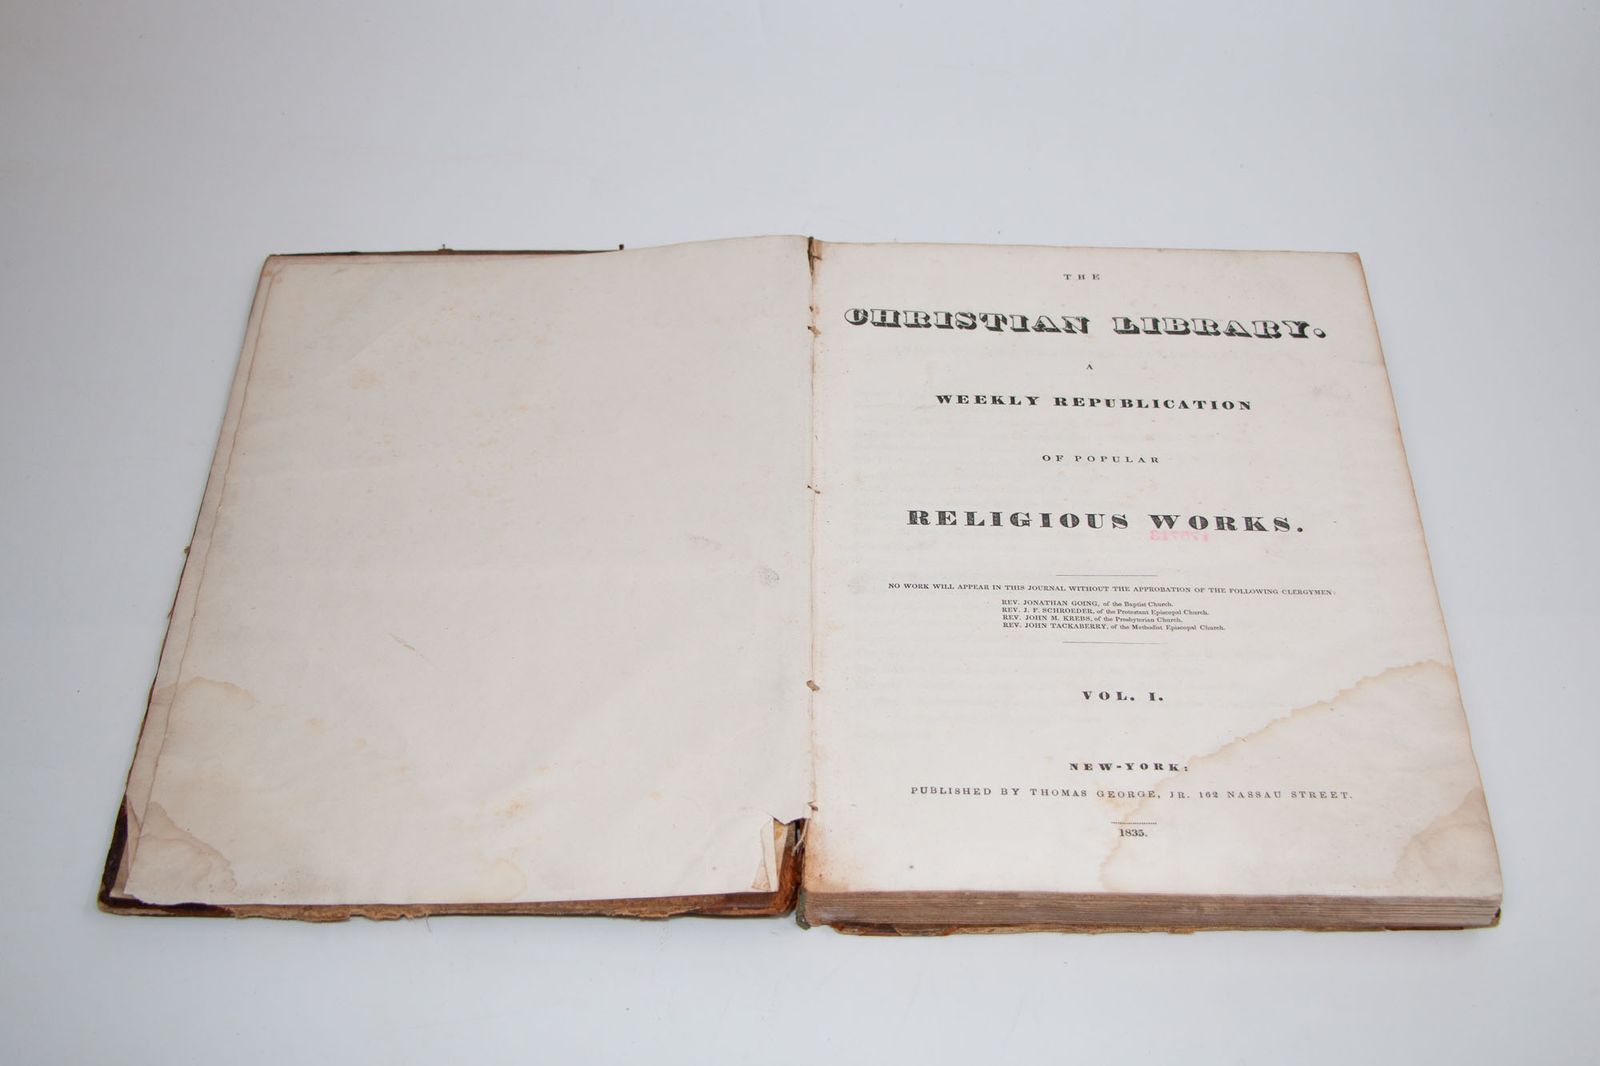 THE
CHRISTIAN LIBRARY.
A
WEEKLY REPUBLICATION
OF POPULAR
RELIGIOUS WORKS.
NO WORK WILL APPEAR IN THIS JOURNAL WITHOUT THE APPROBATION OF THE FOLLOWING CLERGYMEN:
REV. JONATHAN GOING, of the Baptist Church.
REV. J. F. SCHROEDER, of the Protestant Episcopal Church.
REV. JOHN M. KREBS, of the Presbyterian Church.
REV. JOHN TACKABERRY, of the Methodist Episcopal Church.
VOL. I.
NEW-YORK:
PUBLISHED BY THOMAS GEORGE, JR. 162 NASSAU STREET.
1835.